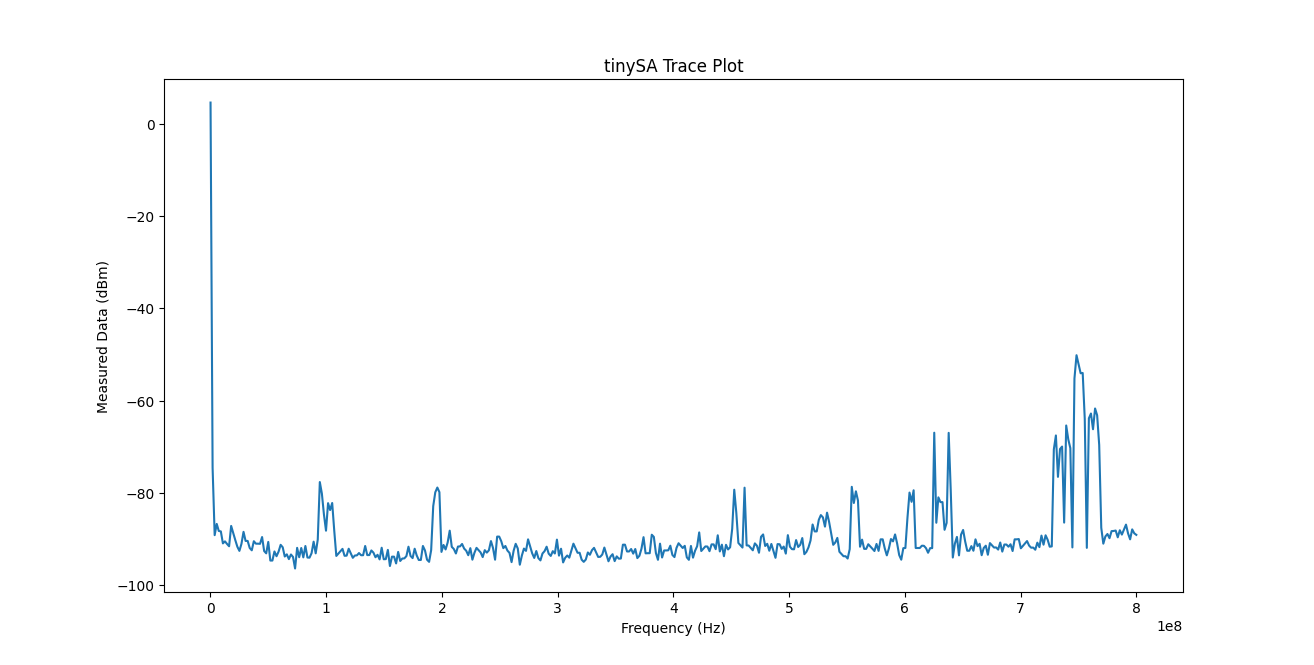 tinySA Trace Plot
Measured Data (dBm)
0
−20
−40
−60
−80
−100
0 1 2 3 4 5 6 7 8
1e8
Frequency (Hz)